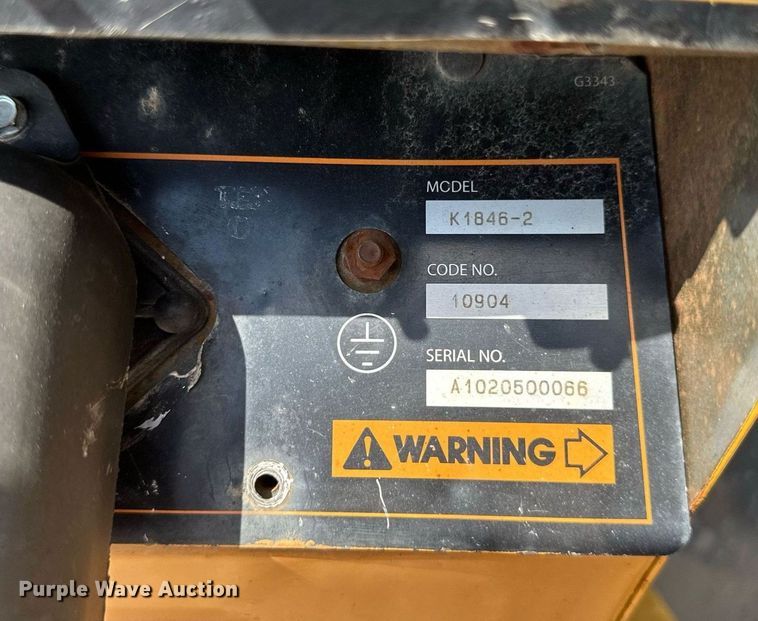 G3343
MODEL
K1846-2
CODE NO.
10904
SERIAL NO.
A1020500066
WARNING
Purple Wave Auction